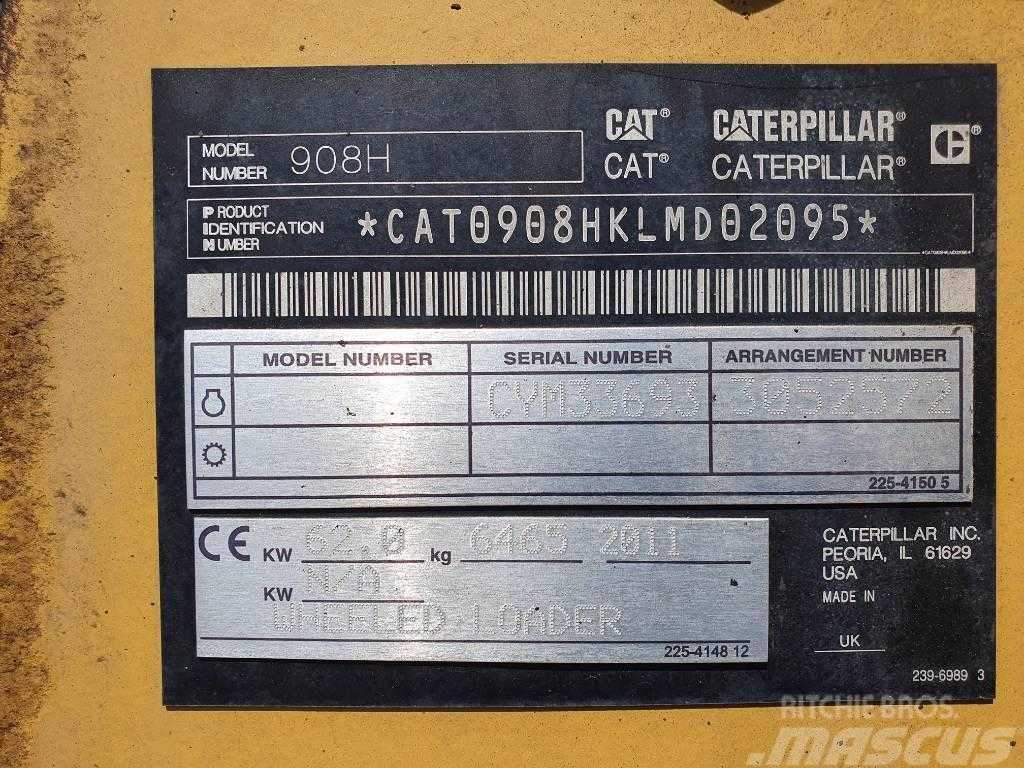 CAT® CATERPILLAR®
MODEL NUMBER 908H
CAT® CATERPILLAR®
PRODUCT IDENTIFICATION NUMBER *CAT0908HKLMD02095*
MODEL NUMBER SERIAL NUMBER ARRANGEMENT NUMBER
CYM33693 3052572
225-4150 5
CE KW 62.0 kg 6465 2011
KW N/A
WHEELED LOADER
225-4148 12
CATERPILLAR INC.
PEORIA, IL 61629
USA
MADE IN
UK
239-6989 3
RITCHIE BROS.
mascus